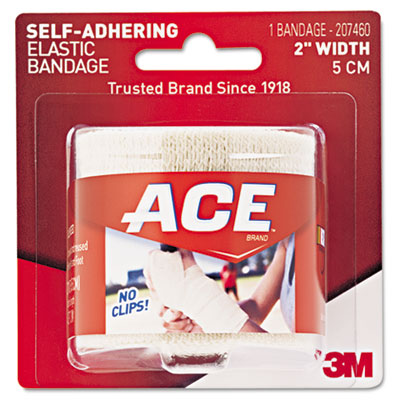 SELF-ADHERING
ELASTIC
BANDAGE
1 BANDAGE - 207460
2" WIDTH
5 CM
Trusted Brand Since 1918
ACE
BRAND
™
NO
CLIPS!
3M